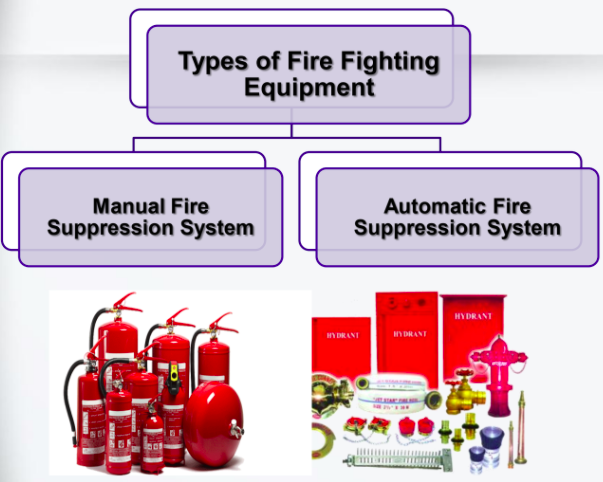 Types of Fire Fighting
Equipment
Manual Fire
Suppression System
Automatic Fire
Suppression System
HYDRANT
HYDRANT
HYDRANT